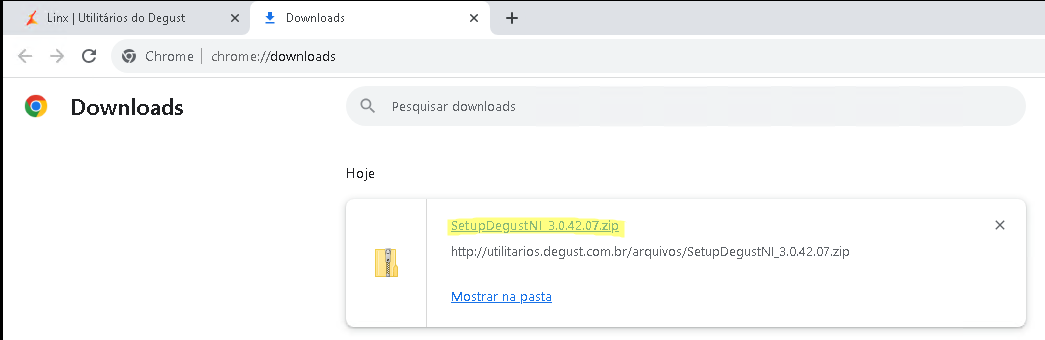 Linx | Utilitários do Degust
Downloads
Chrome | chrome://downloads
Downloads
Pesquisar downloads
Hoje
SetupDegustNI_3.0.42.07.zip
http://utilitarios.degust.com.br/arquivos/SetupDegustNI_3.0.42.07.zip
Mostrar na pasta